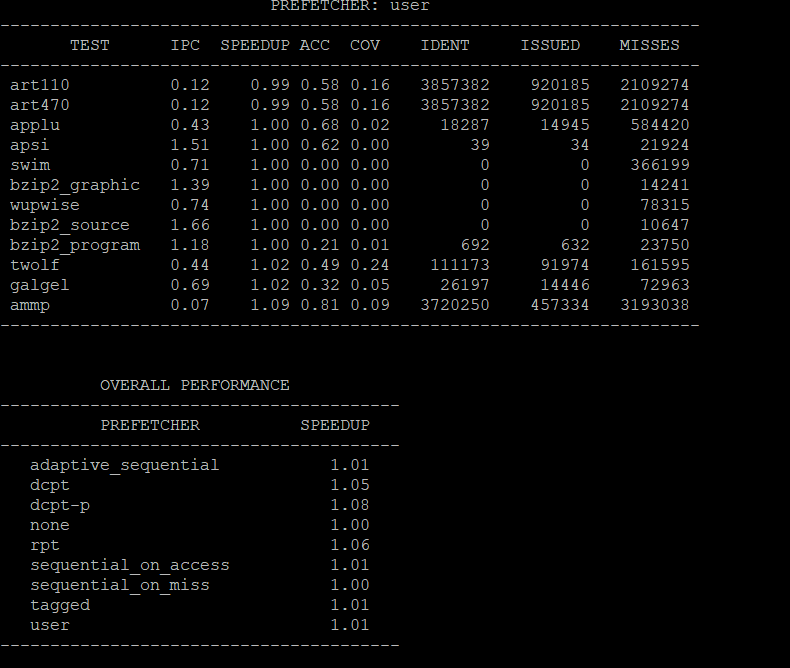 PREFETCHER: user
--------------------------------------------------------------------
TEST IPC SPEEDUP ACC COV IDENT ISSUED MISSES
--------------------------------------------------------------------
art110 0.12 0.99 0.58 0.16 3857382 920185 2109274
art470 0.12 0.99 0.58 0.16 3857382 920185 2109274
applu 0.43 1.00 0.68 0.02 18287 14945 584420
apsi 1.51 1.00 0.62 0.00 39 34 21924
swim 0.71 1.00 0.00 0.00 0 0 366199
bzip2_graphic 1.39 1.00 0.00 0.00 0 0 14241
wupwise 0.74 1.00 0.00 0.00 0 0 78315
bzip2_source 1.66 1.00 0.00 0.00 0 0 10647
bzip2_program 1.18 1.00 0.21 0.01 692 632 23750
twolf 0.44 1.02 0.49 0.24 111173 91974 161595
galgel 0.69 1.02 0.32 0.05 26197 14446 72963
ammp 0.07 1.09 0.81 0.09 3720250 457334 3193038
--------------------------------------------------------------------
OVERALL PERFORMANCE
----------------------------------------
PREFETCHER SPEEDUP
----------------------------------------
adaptive_sequential 1.01
dcpt 1.05
dcpt-p 1.08
none 1.00
rpt 1.06
sequential_on_access 1.01
sequential_on_miss 1.00
tagged 1.01
user 1.01
----------------------------------------